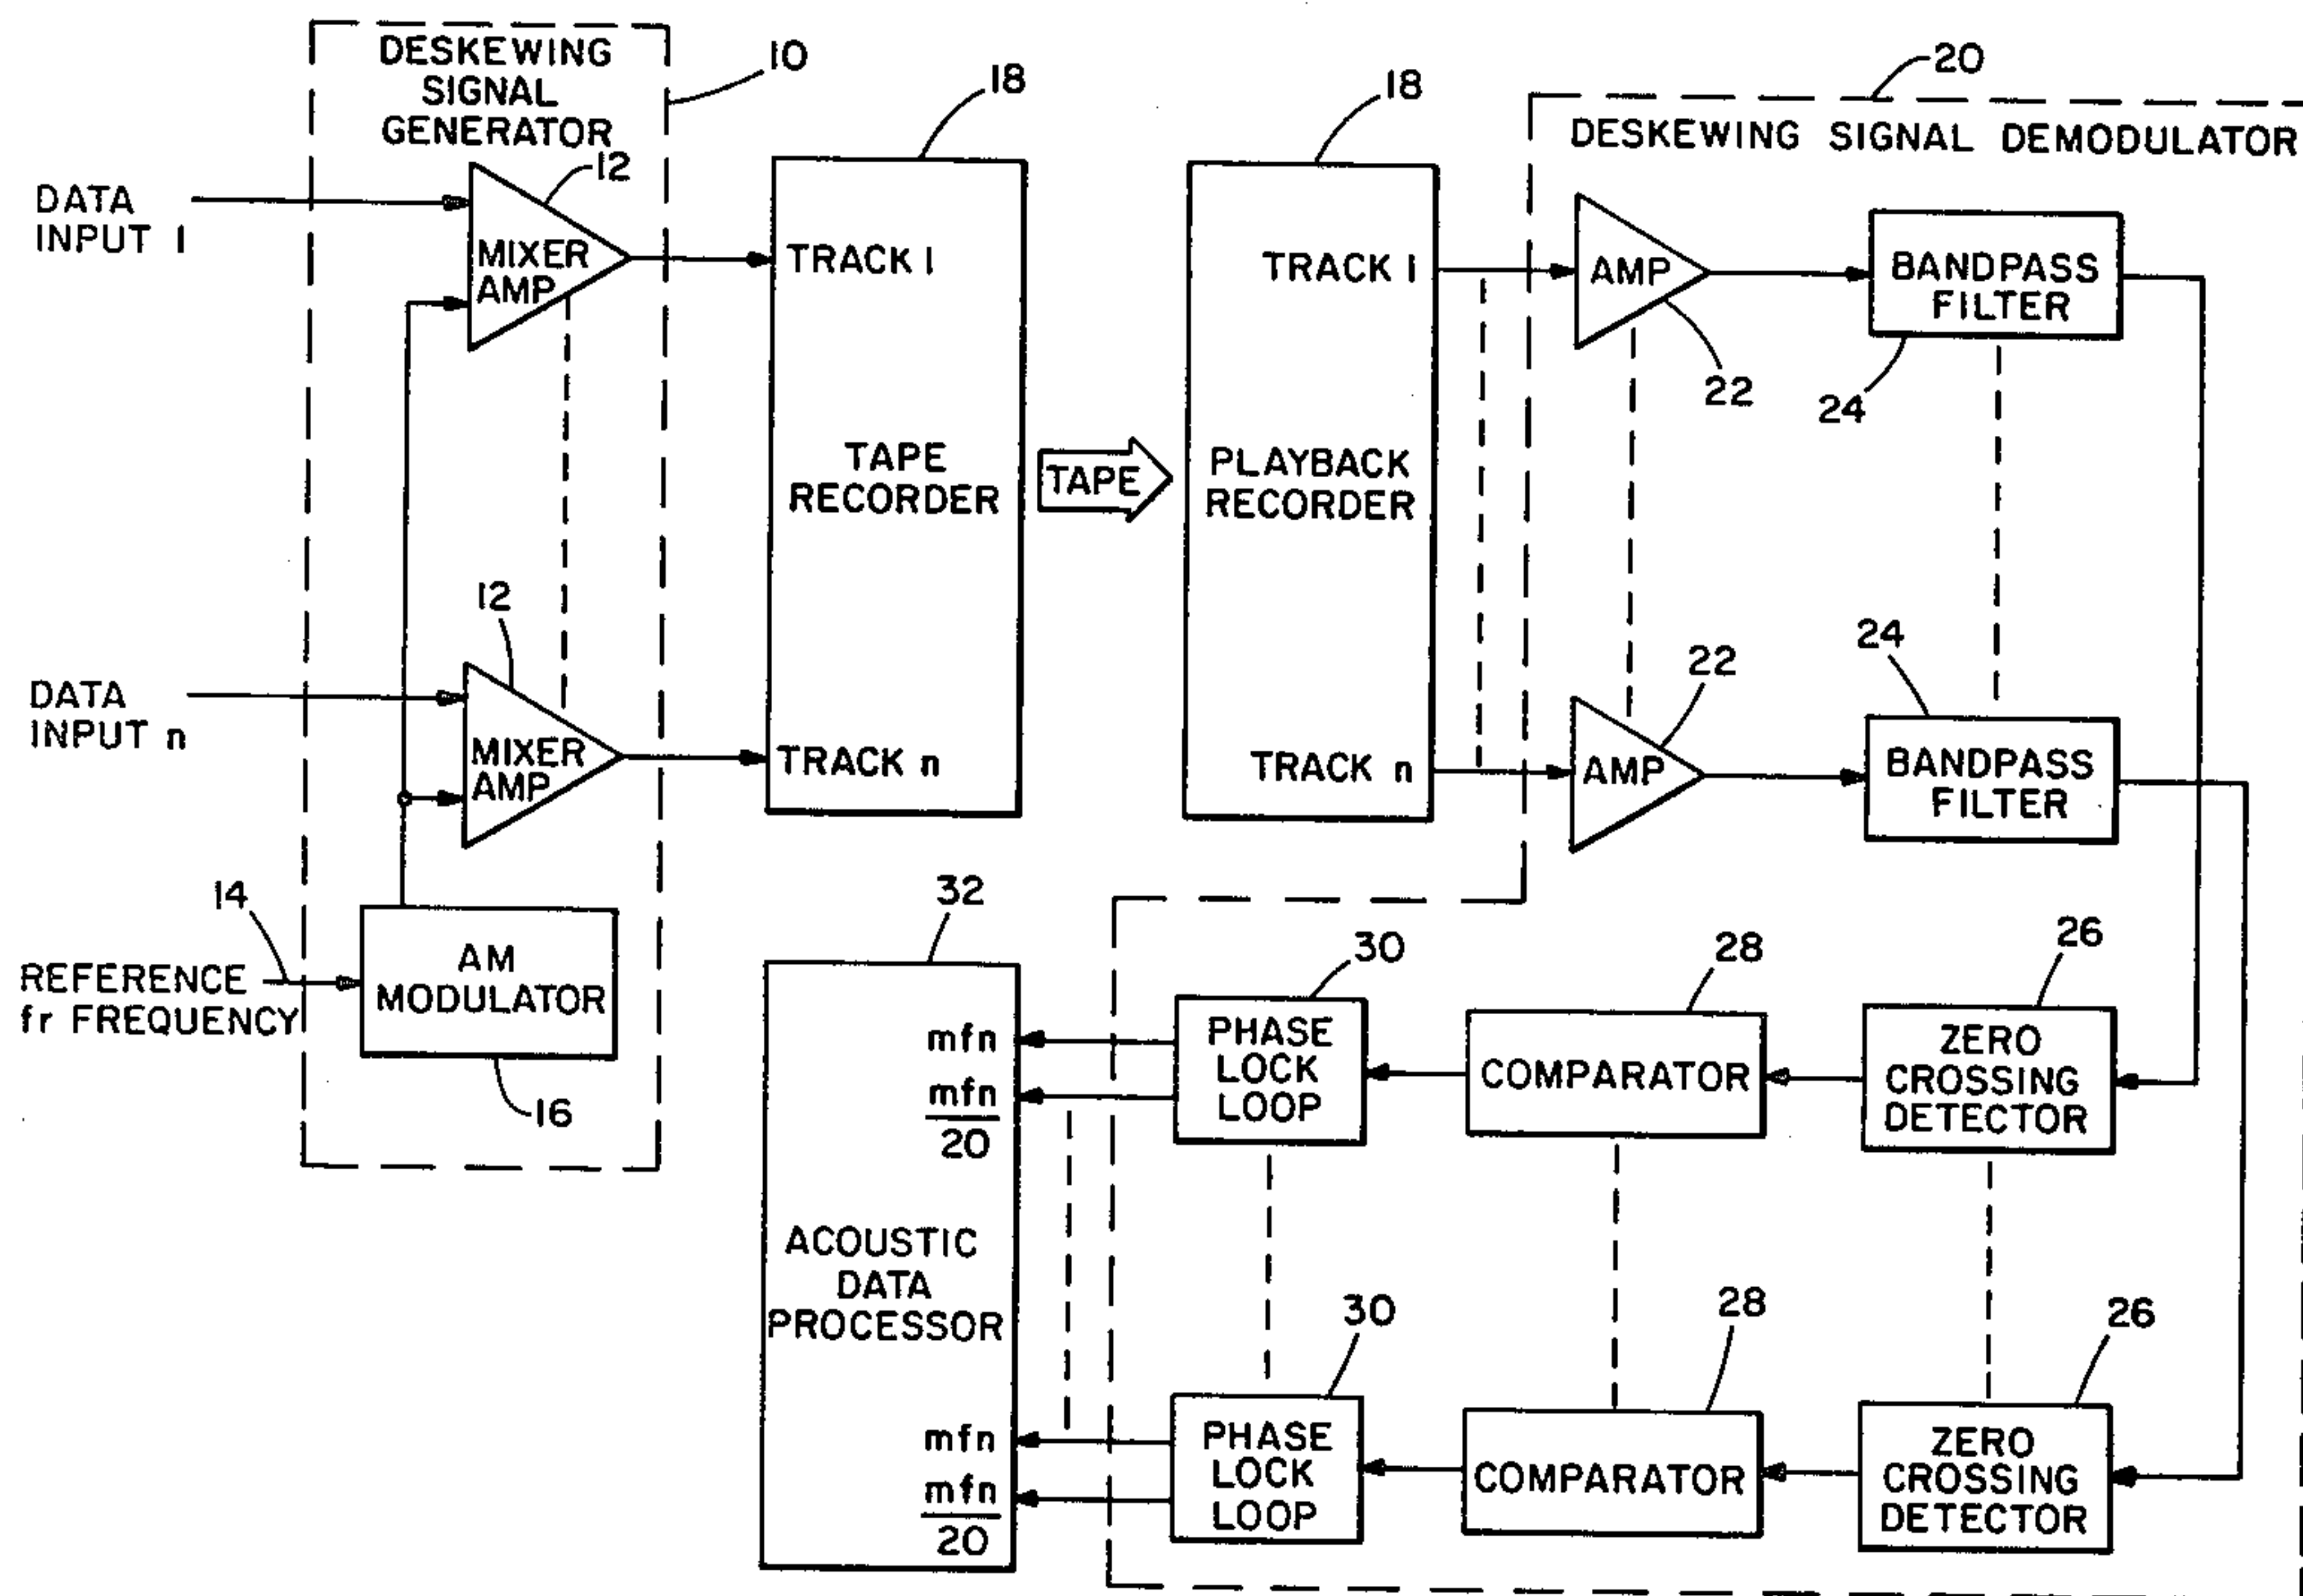 DESKEWING
SIGNAL
GENERATOR
10
18
18
20
DESKEWING SIGNAL DEMODULATOR
12
DATA
INPUT 1
MIXER
AMP
TRACK 1
TRACK 1
AMP
BANDPASS
FILTER
22
24
TAPE
RECORDER
TAPE
PLAYBACK
RECORDER
12
DATA
INPUT n
MIXER
AMP
TRACK n
TRACK n
22
AMP
24
BANDPASS
FILTER
14
REFERENCE
fr FREQUENCY
AM
MODULATOR
16
32
30
28
26
mfn
mfn
20
PHASE
LOCK
LOOP
COMPARATOR
ZERO
CROSSING
DETECTOR
ACOUSTIC
DATA
PROCESSOR
30
28
26
mfn
mfn
20
PHASE
LOCK
LOOP
COMPARATOR
ZERO
CROSSING
DETECTOR